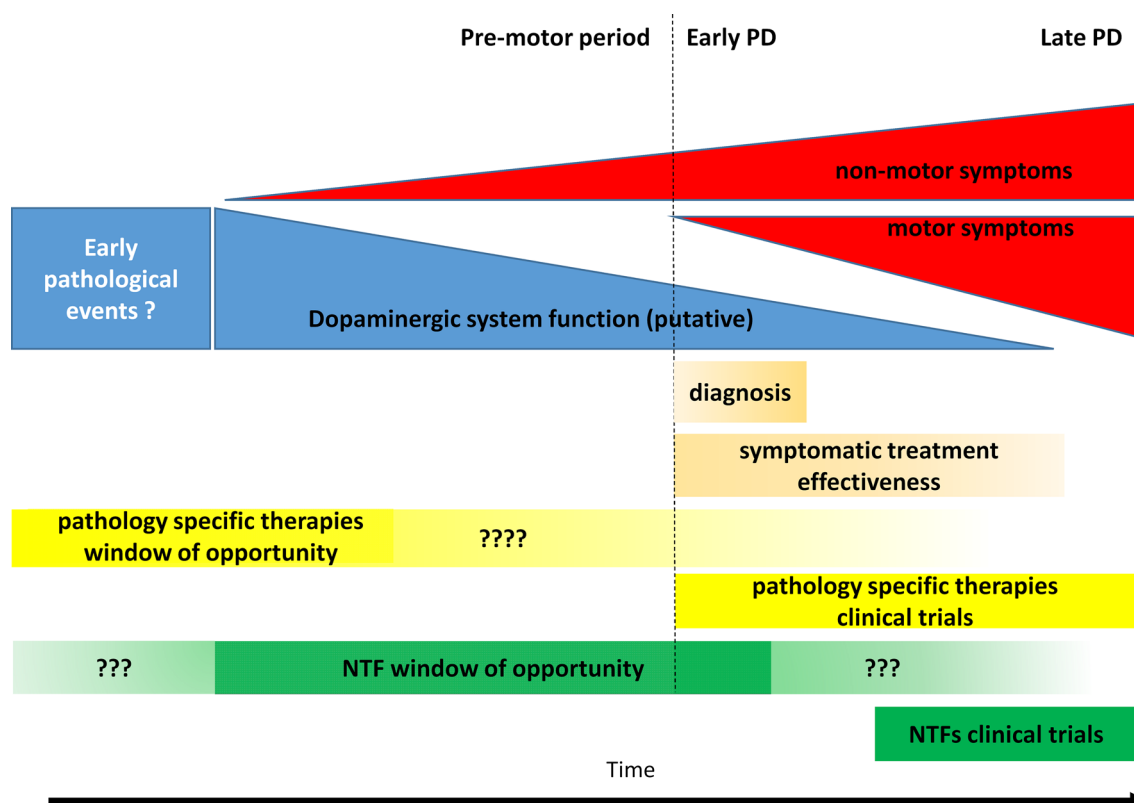 Pre-motor period
Early PD
Late PD
non-motor symptoms
motor symptoms
Early
pathological
events ?
Dopaminergic system function (putative)
diagnosis
symptomatic treatment
effectiveness
pathology specific therapies
window of opportunity
????
pathology specific therapies
clinical trials
???
NTF window of opportunity
???
NTFs clinical trials
Time